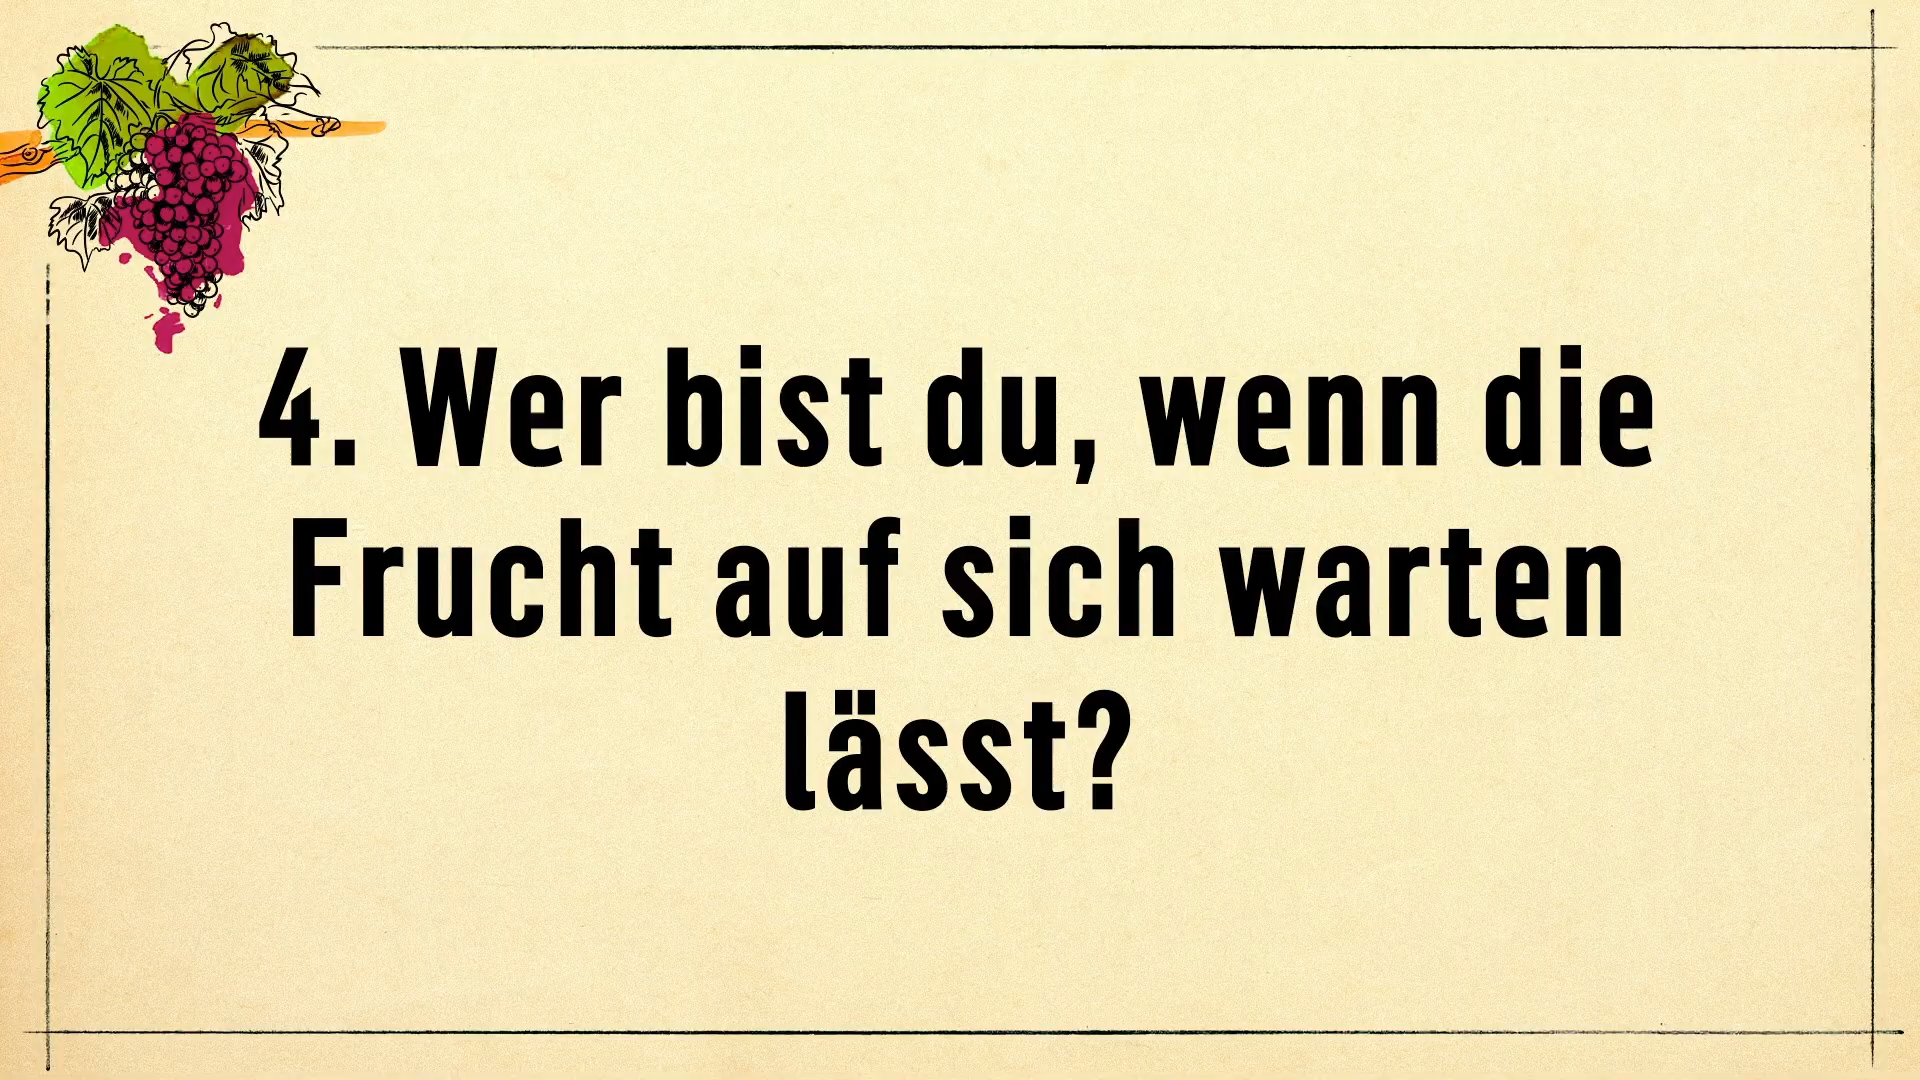 4. Wer bist du, wenn die
Frucht auf sich warten
lässt?